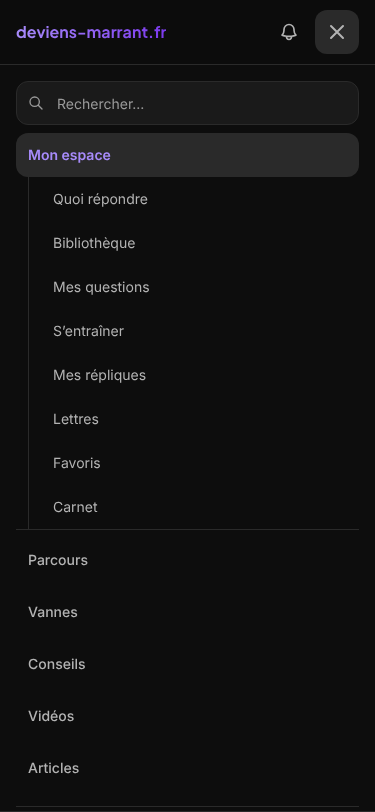 deviens-marrant.fr
Rechercher...
Mon espace
Quoi répondre
Bibliothèque
Mes questions
S’entraîner
Mes répliques
Lettres
Favoris
Carnet
Parcours
Vannes
Conseils
Vidéos
Articles